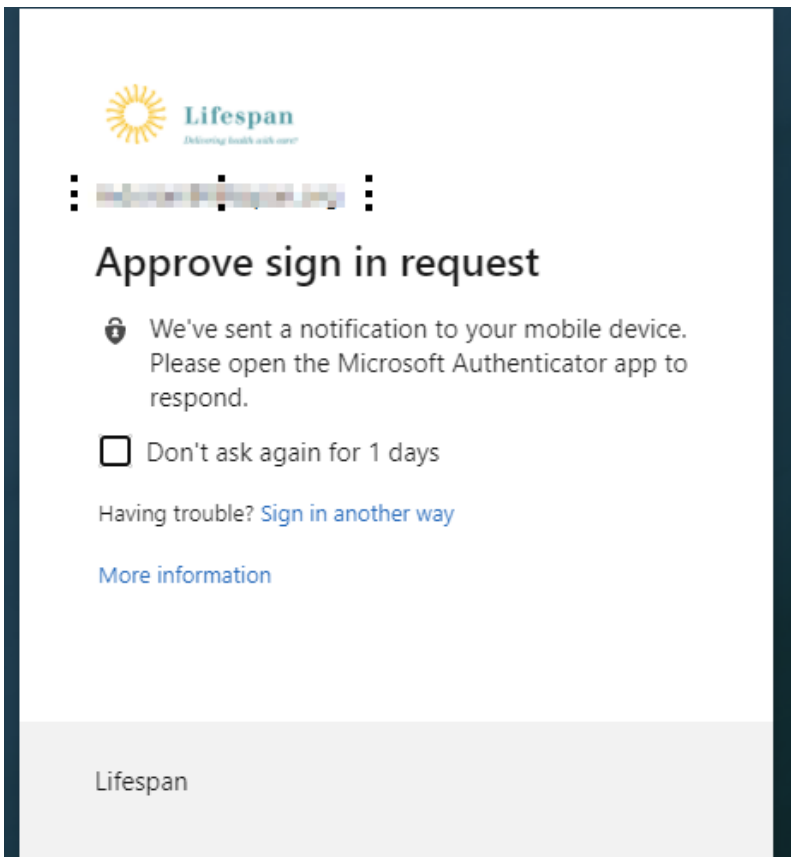 Lifespan
Delivering health with care®
Approve sign in request
We've sent a notification to your mobile device.
Please open the Microsoft Authenticator app to
respond.
Don't ask again for 1 days
Having trouble? Sign in another way
More information
Lifespan